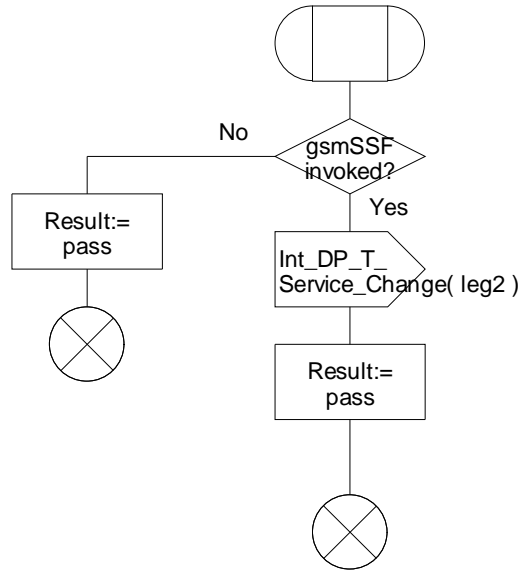 No
gsmSSF
invoked?
Yes
Result:=
pass
Int_DP_T_
Service_Change( leg2 )
Result:=
pass